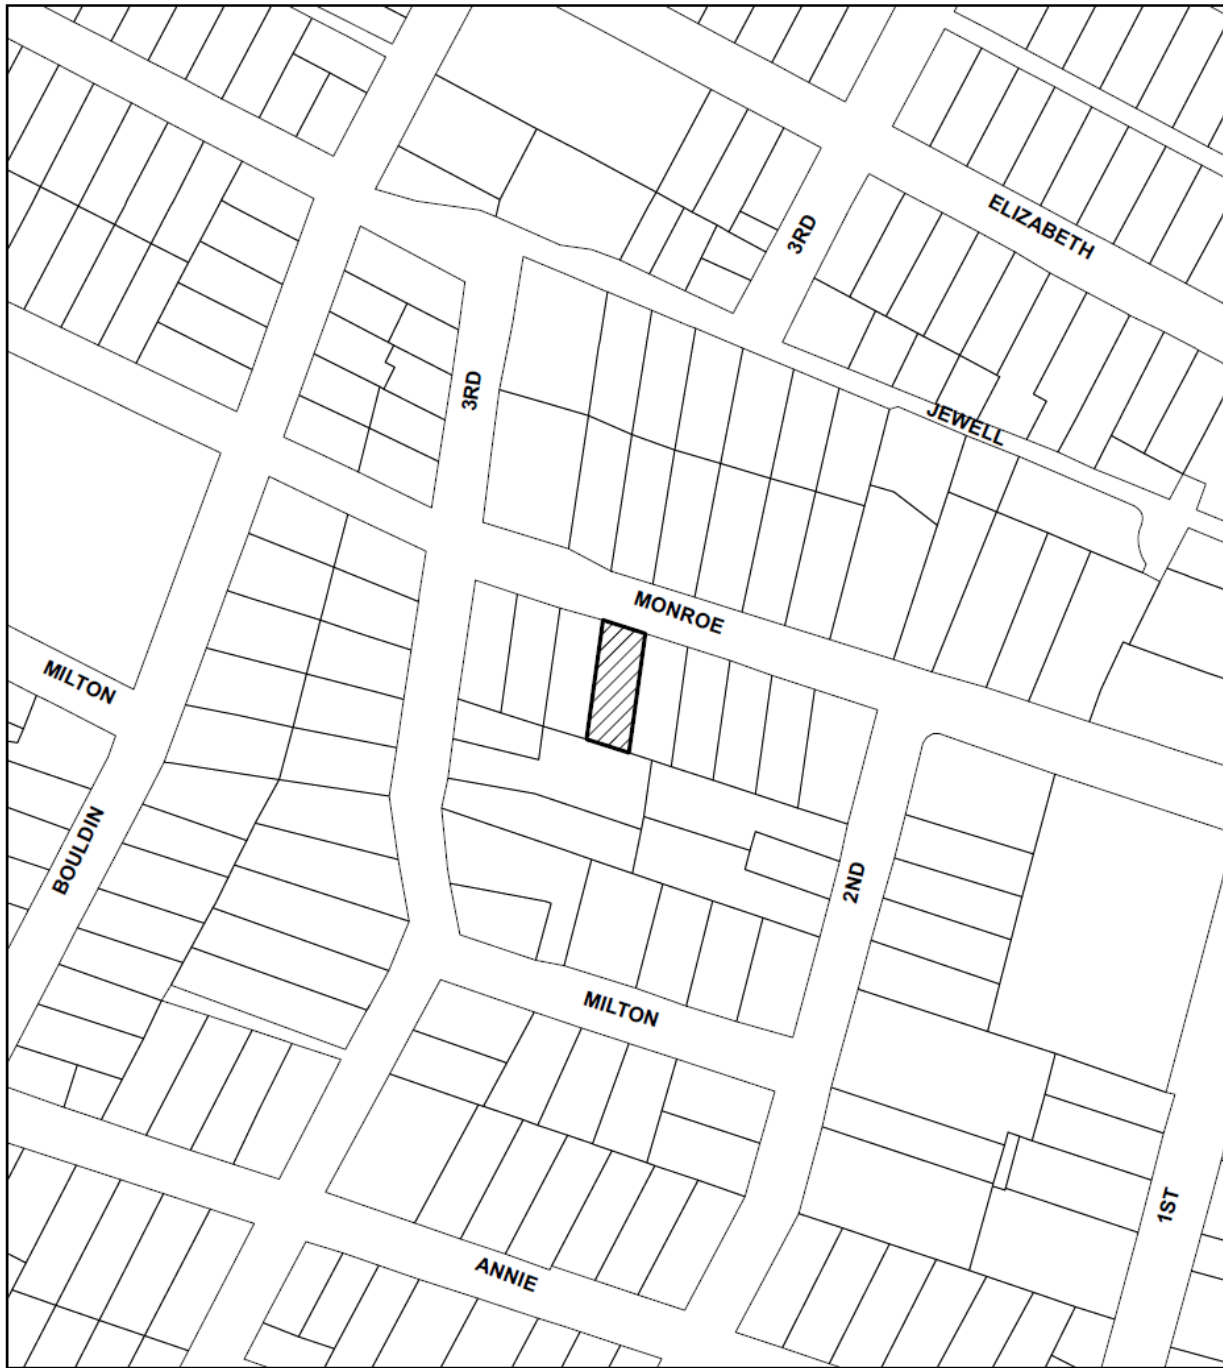 ELIZABETH
3RD
3RD
JEWELL
MONROE
MILTON
BOULDIN
2ND
MILTON
1ST
ANNIE